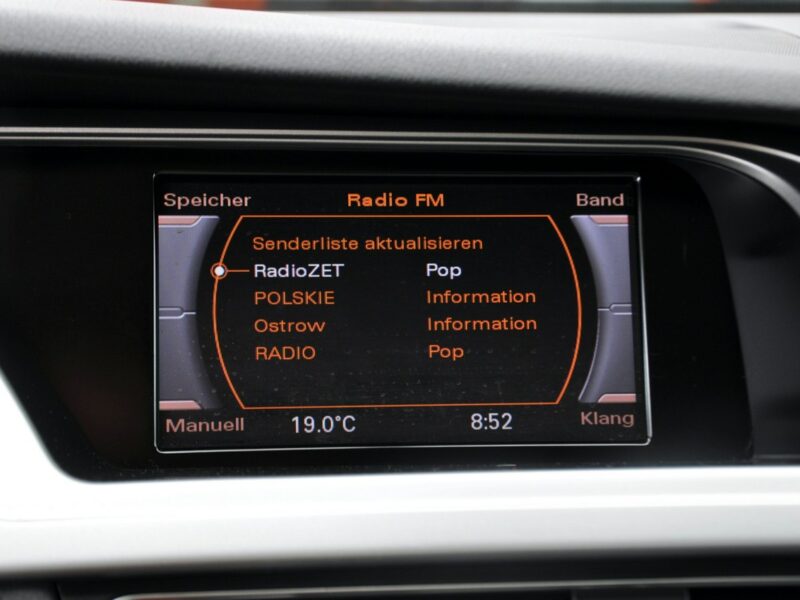 Speicher Radio FM Band
Senderliste aktualisieren
RadioZET Pop
POLSKIE Information
Ostrow Information
RADIO Pop
Manuell 19.0°C 8:52 Klang